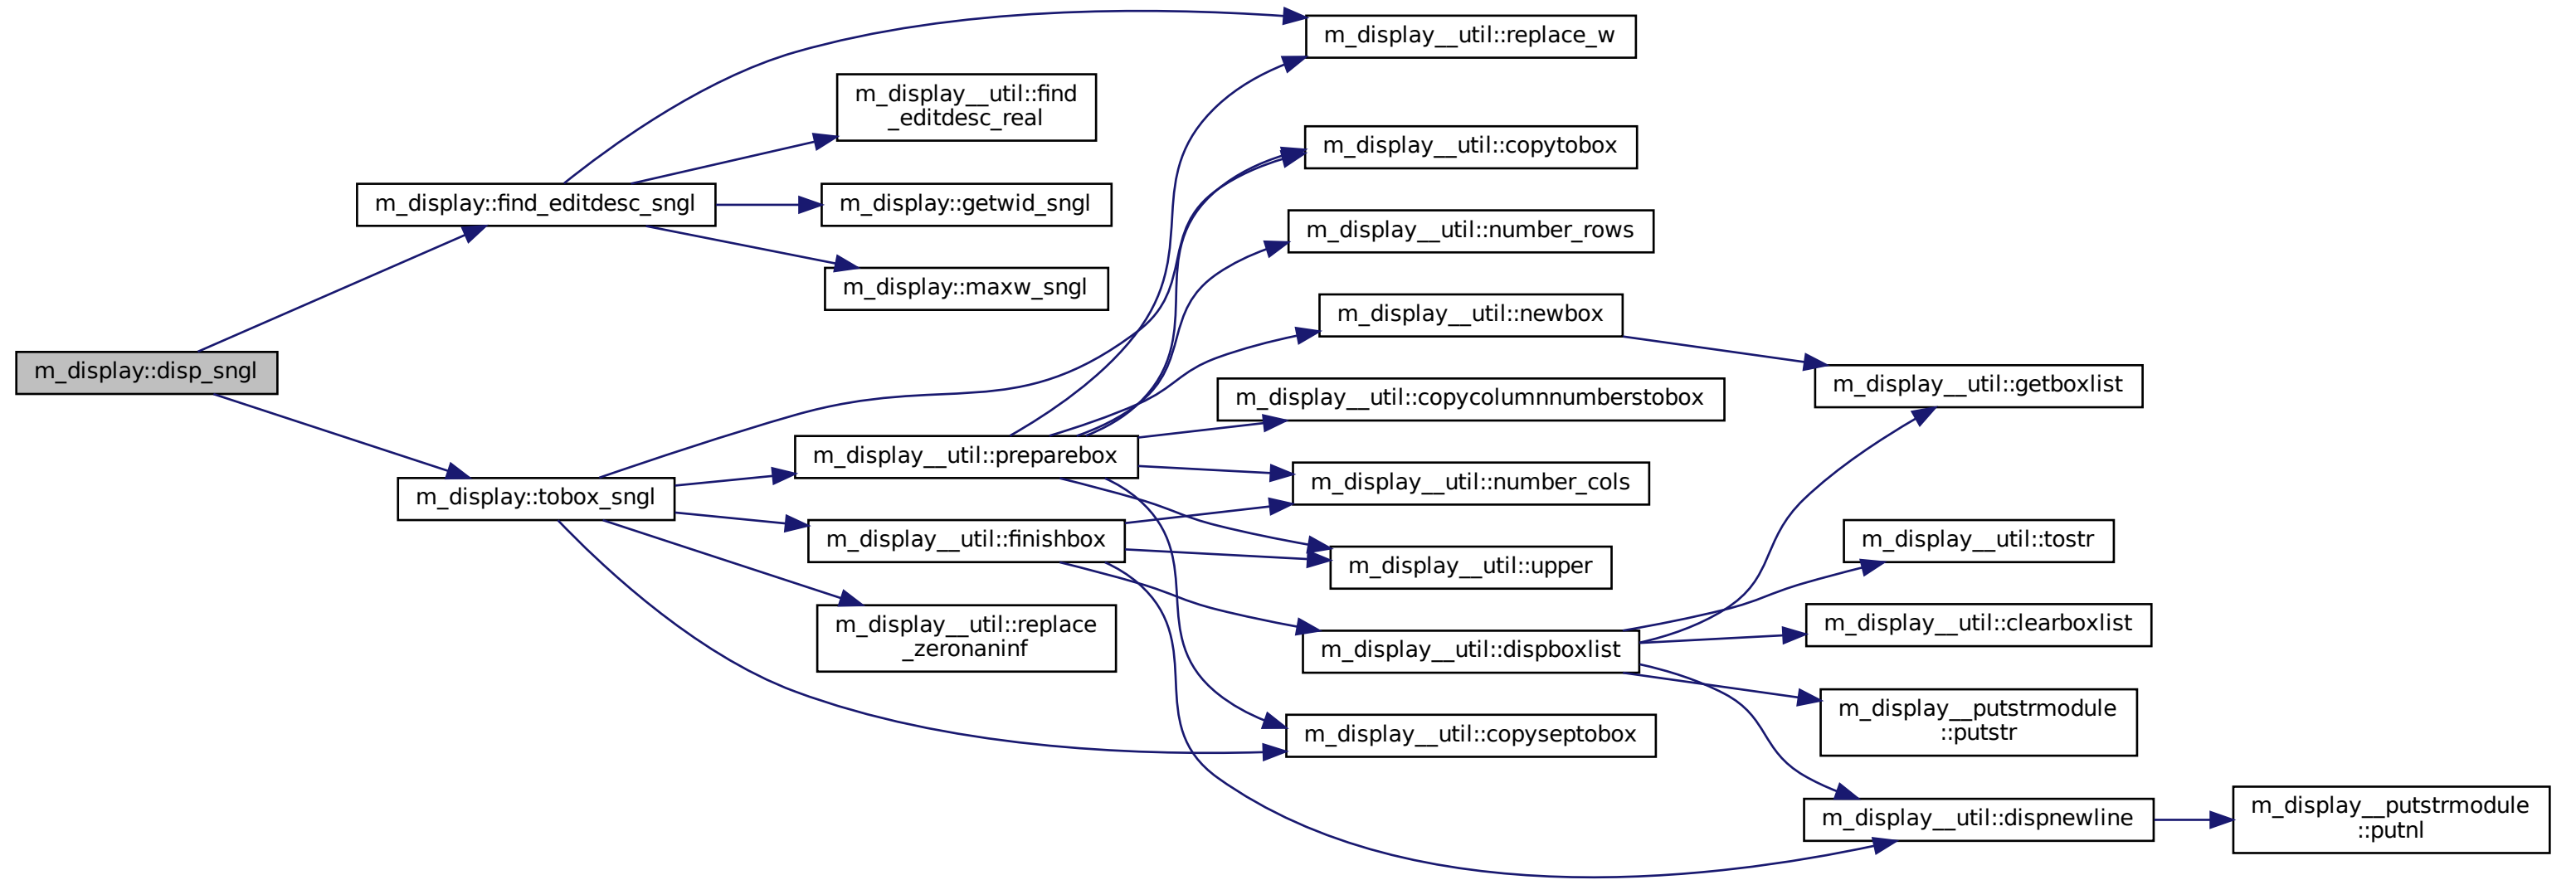 m_display::disp_sngl
m_display::find_editdesc_sngl
m_display::tobox_sngl
m_display__util::find
_editdesc_real
m_display::getwid_sngl
m_display::maxw_sngl
m_display__util::preparebox
m_display__util::finishbox
m_display__util::replace
_zeronaninf
m_display__util::replace_w
m_display__util::copytobox
m_display__util::number_rows
m_display__util::newbox
m_display__util::copycolumnnumberstobox
m_display__util::number_cols
m_display__util::upper
m_display__util::dispboxlist
m_display__util::copyseptobox
m_display__util::getboxlist
m_display__util::tostr
m_display__util::clearboxlist
m_display__putstrmodule
::putstr
m_display__util::dispnewline
m_display__putstrmodule
::putnl